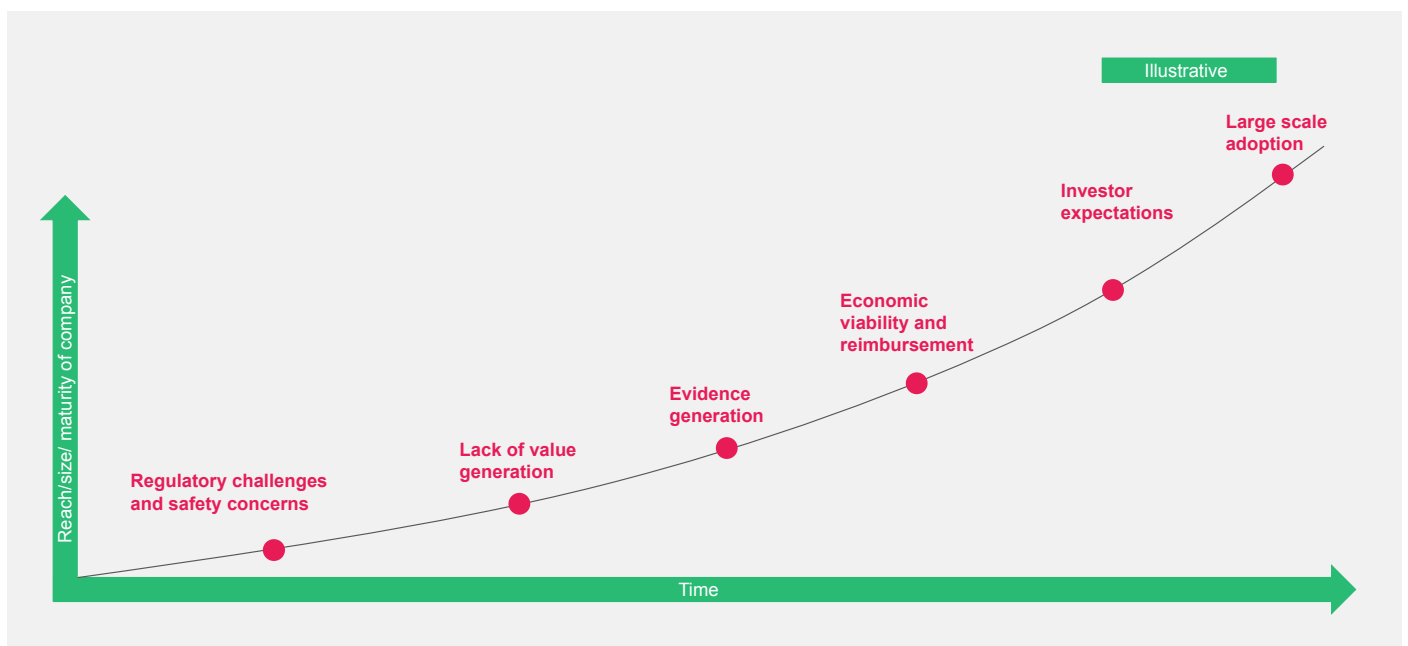 Illustrative
Large scale
adoption
Investor
expectations
Economic
viability and
reimbursement
Evidence
generation
Lack of value
generation
Regulatory challenges
and safety concerns
Reach/size/ maturity of company
Time